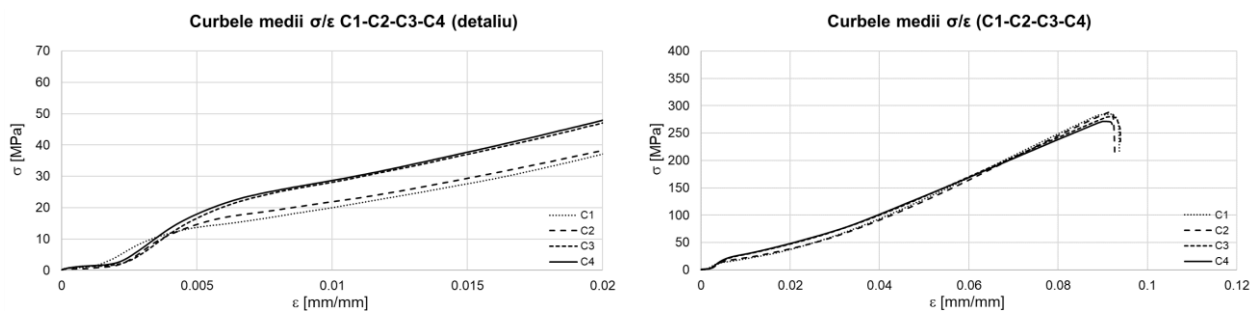 Curbele medii σ/ε C1-C2-C3-C4 (detaliu)
70
60
50
40
30
20
10
0
σ [MPa]
0
0.005
0.01
0.015
0.02
ε [mm/mm]
C1
C2
C3
C4
Curbele medii σ/ε (C1-C2-C3-C4)
400
350
300
250
200
150
100
50
0
σ [MPa]
0
0.02
0.04
0.06
0.08
0.1
0.12
ε [mm/mm]
C1
C2
C3
C4